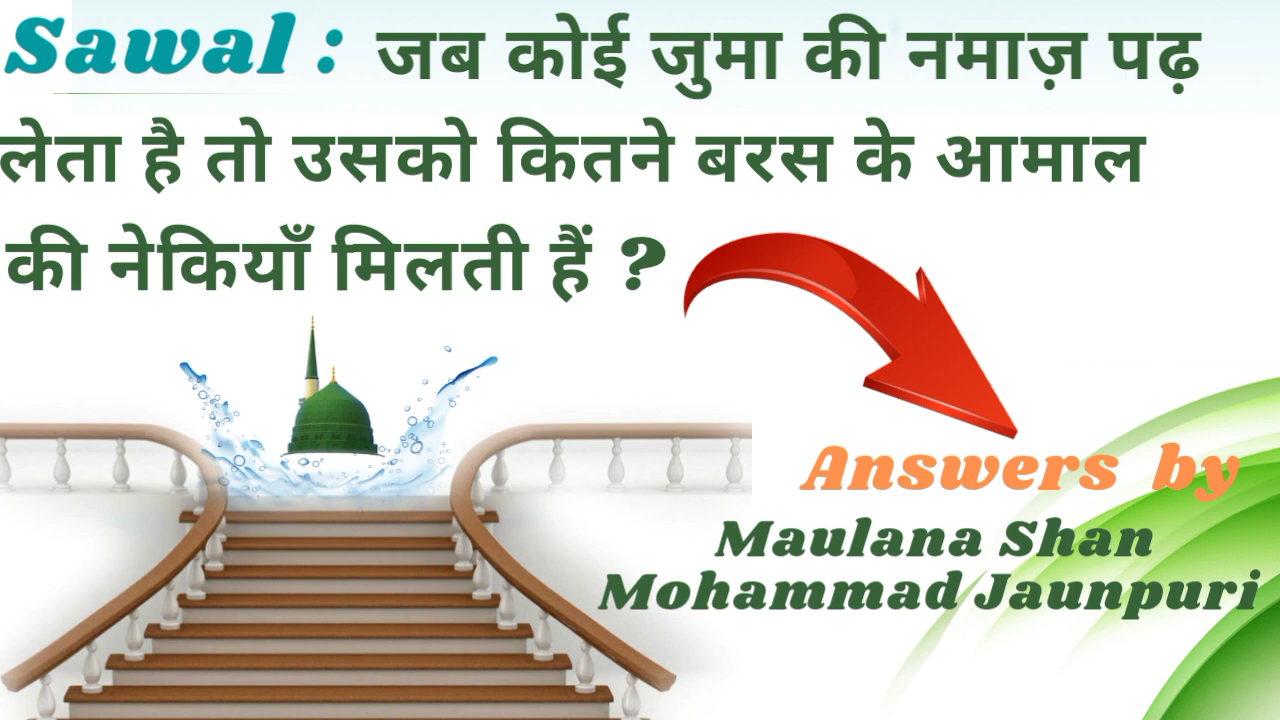 Sawal : जब कोई जुमा की नमाज़ पढ़
लेता है तो उसको कितने बरस के आमाल
की नेकियाँ मिलती हैं ?
Answers by
Maulana Shan
Mohammad Jaunpuri